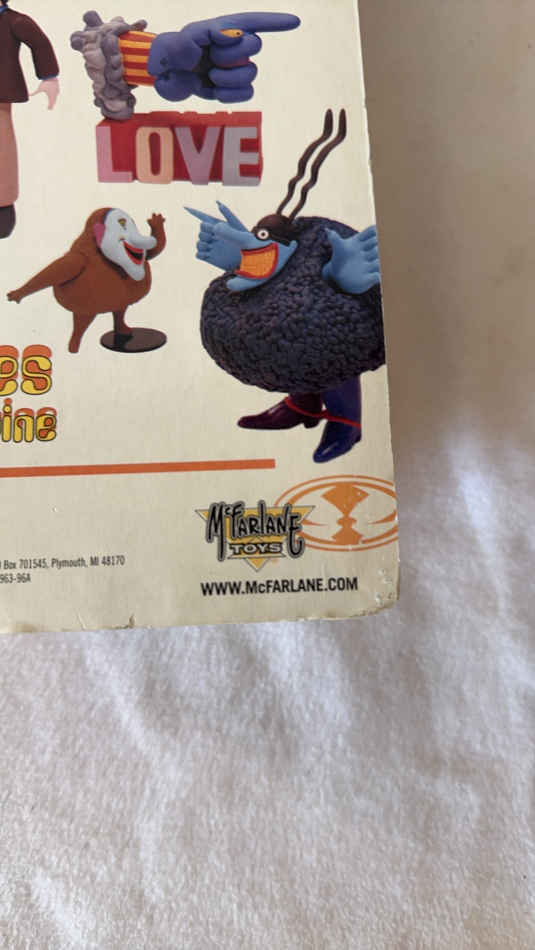 LOVE
es
ine
McFARLANE
TOYS
Box 701545, Plymouth, MI 48170
963-96A
WWW.McFARLANE.COM